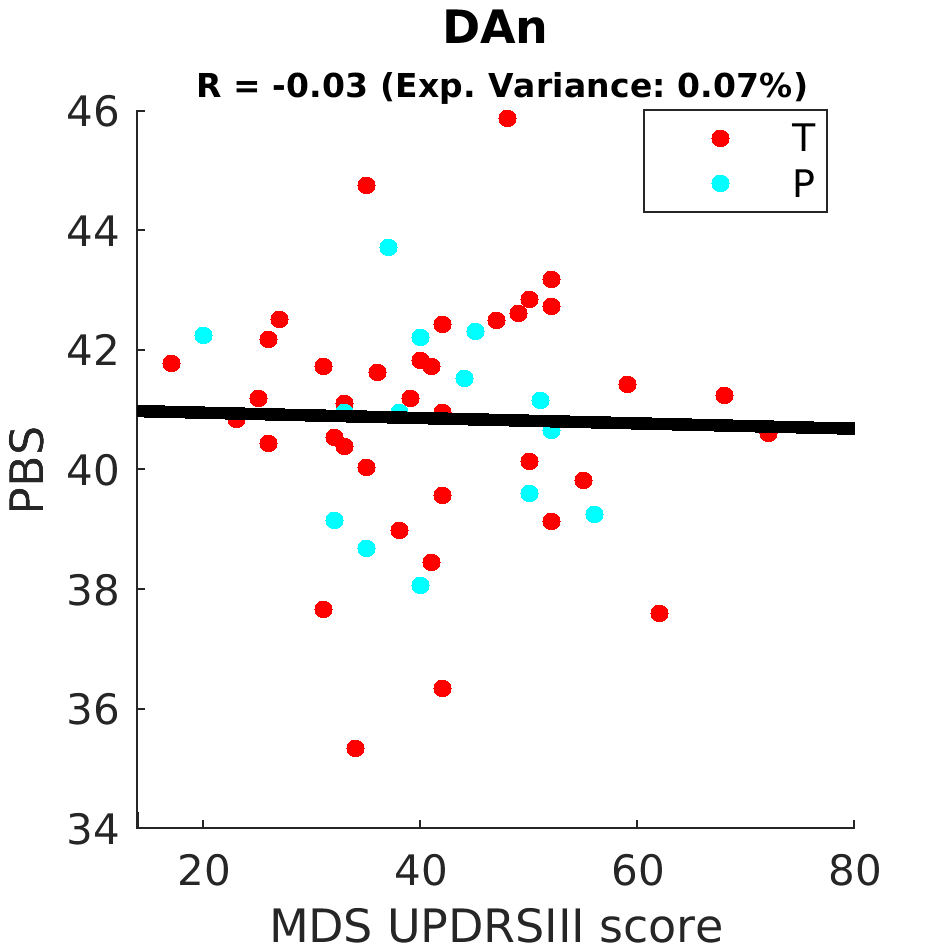 DAn
R = -0.03 (Exp. Variance: 0.07%)
T
P
46
44
42
40
38
36
34
PBS
20 40 60 80
MDS UPDRSIII score